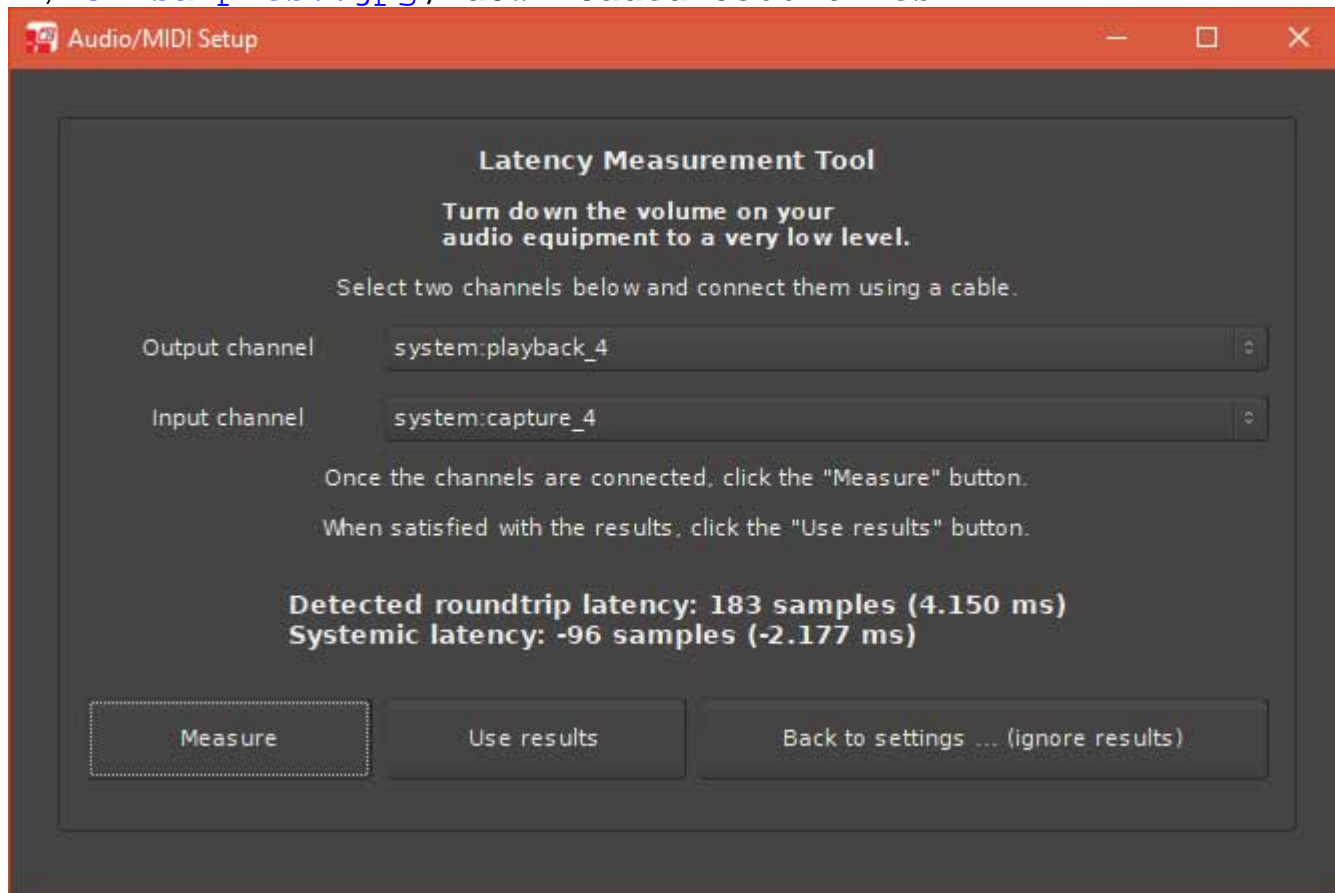 Audio/MIDI Setup
Latency Measurement Tool
Turn down the volume on your
audio equipment to a very low level.
Select two channels below and connect them using a cable.
Output channel system:playback_4
Input channel system:capture_4
Once the channels are connected, click the "Measure" button.
When satisfied with the results, click the "Use results" button.
Detected roundtrip latency: 183 samples (4.150 ms)
Systemic latency: -96 samples (-2.177 ms)
Measure Use results Back to settings ... (ignore results)